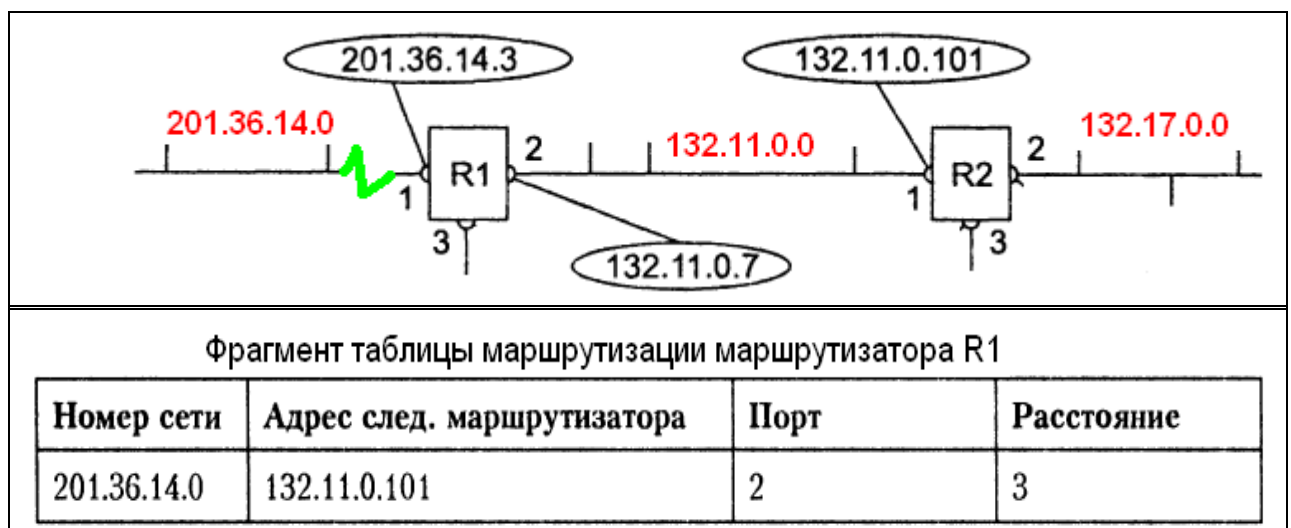 201.36.14.3 132.11.0.101
201.36.14.0 132.11.0.0 132.17.0.0
R1 2 R2 2
1 1
3 3
132.11.0.7
Фрагмент таблицы маршрутизации маршрутизатора R1
Номер сети Адрес след. маршрутизатора Порт Расстояние
201.36.14.0 132.11.0.101 2 3